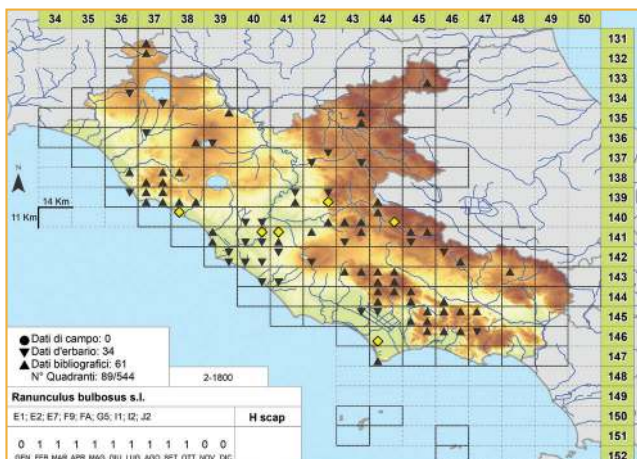 34 35 36 37 38 39 40 41 42 43 44 45 46 47 48 49 50
131
132
133
134
135
136
137
138
139
140
141
142
143
144
145
146
147
148
149
150
151
152
N
14 Km
11 Km
Dati di campo: 0
Dati d'erbario: 34
Dati bibliografici: 61
N° Quadranti: 89/544
2-1800
Ranunculus bulbosus s.l.
E1; E2; E7; F9; FA; G5; I1; I2; J2
H scap
0 1 1 1 1 1 1 1 1 1 0 0
GEN FEB MAR APR MAG GIU LUG AGO SET OTT NOV DIC